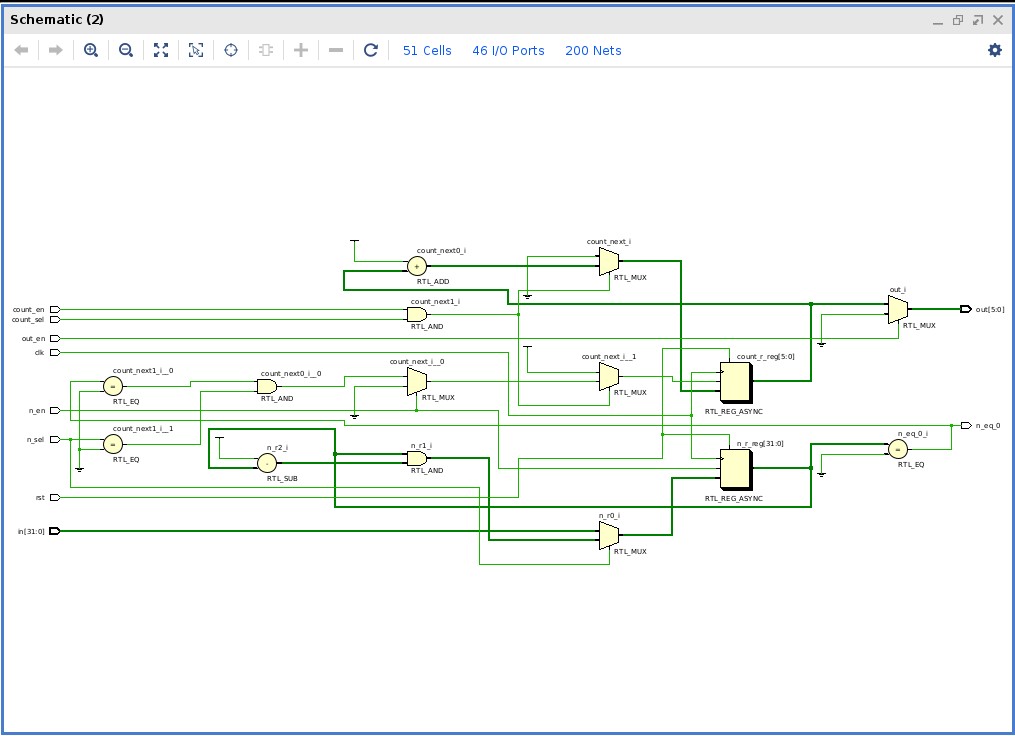 Schematic (2)
51 Cells 46 I/O Ports 200 Nets
count_next_i
count_next0_i
+
RTL_MUX
RTL_ADD
out_i
count_next1_i
count_en
out[5:0]
count_sel
RTL_AND
RTL_MUX
out_en
clk
count_next_i__0
count_next_i__1
count_r_reg[5:0]
count_next1_i__0
count_next0_i__0
=
RTL_MUX
RTL_MUX
RTL_EQ
RTL_AND
n_en
RTL_REG_ASYNC
count_next1_i__1
n_eq_0
n_eq_0_i
n_sel
=
n_r2_i
n_r1_i
n_r_reg[31:0]
=
RTL_EQ
-
RTL_EQ
RTL_AND
RTL_SUB
rst
RTL_REG_ASYNC
n_r0_i
in[31:0]
RTL_MUX